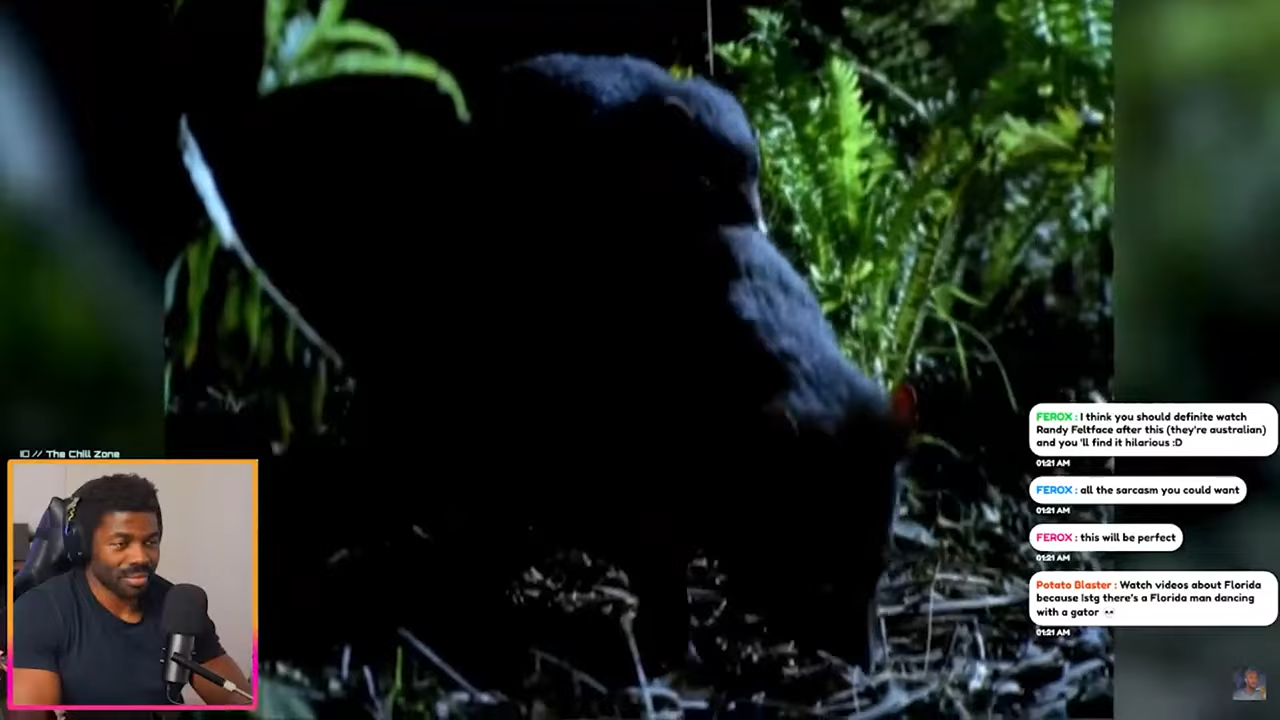 FEROX : I think you should definite watch
Randy Feltface after this (they're australian)
and you 'll find it hilarious :D
01:21 AM
FEROX : all the sarcasm you could want
01:21 AM
FEROX : this will be perfect
01:21 AM
// The Chill Zone
Potato Blaster : Watch videos about Florida
because Istg there's a Florida man dancing
with a gator ☠️
01:21 AM